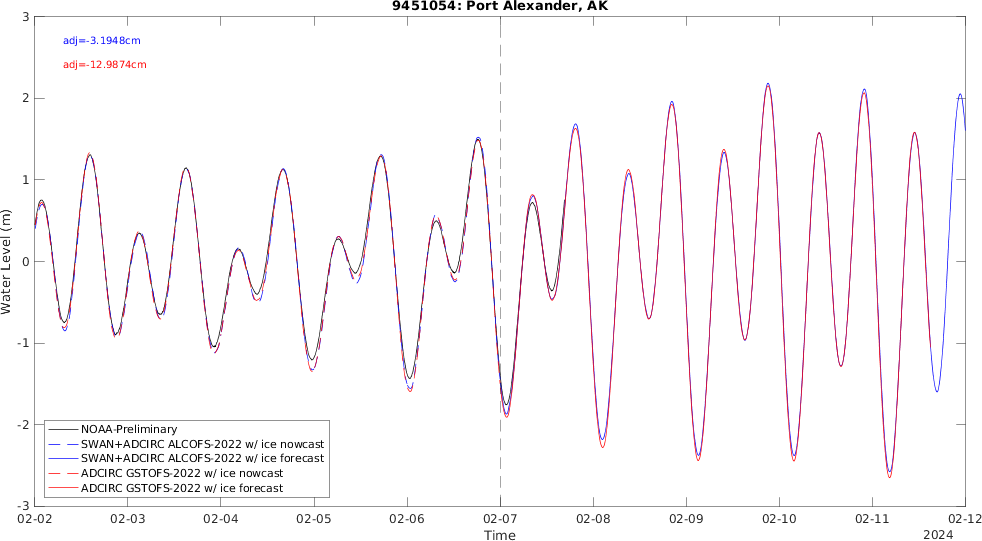 9451054: Port Alexander, AK
adj=-3.1948cm
adj=-12.9874cm
3
2
1
0
-1
-2
-3
Water Level (m)
NOAA-Preliminary
SWAN+ADCIRC ALCOFS-2022 w/ ice nowcast
SWAN+ADCIRC ALCOFS-2022 w/ ice forecast
ADCIRC GSTOFS-2022 w/ ice nowcast
ADCIRC GSTOFS-2022 w/ ice forecast
02-02 02-03 02-04 02-05 02-06 02-07 02-08 02-09 02-10 02-11 02-12
Time
2024